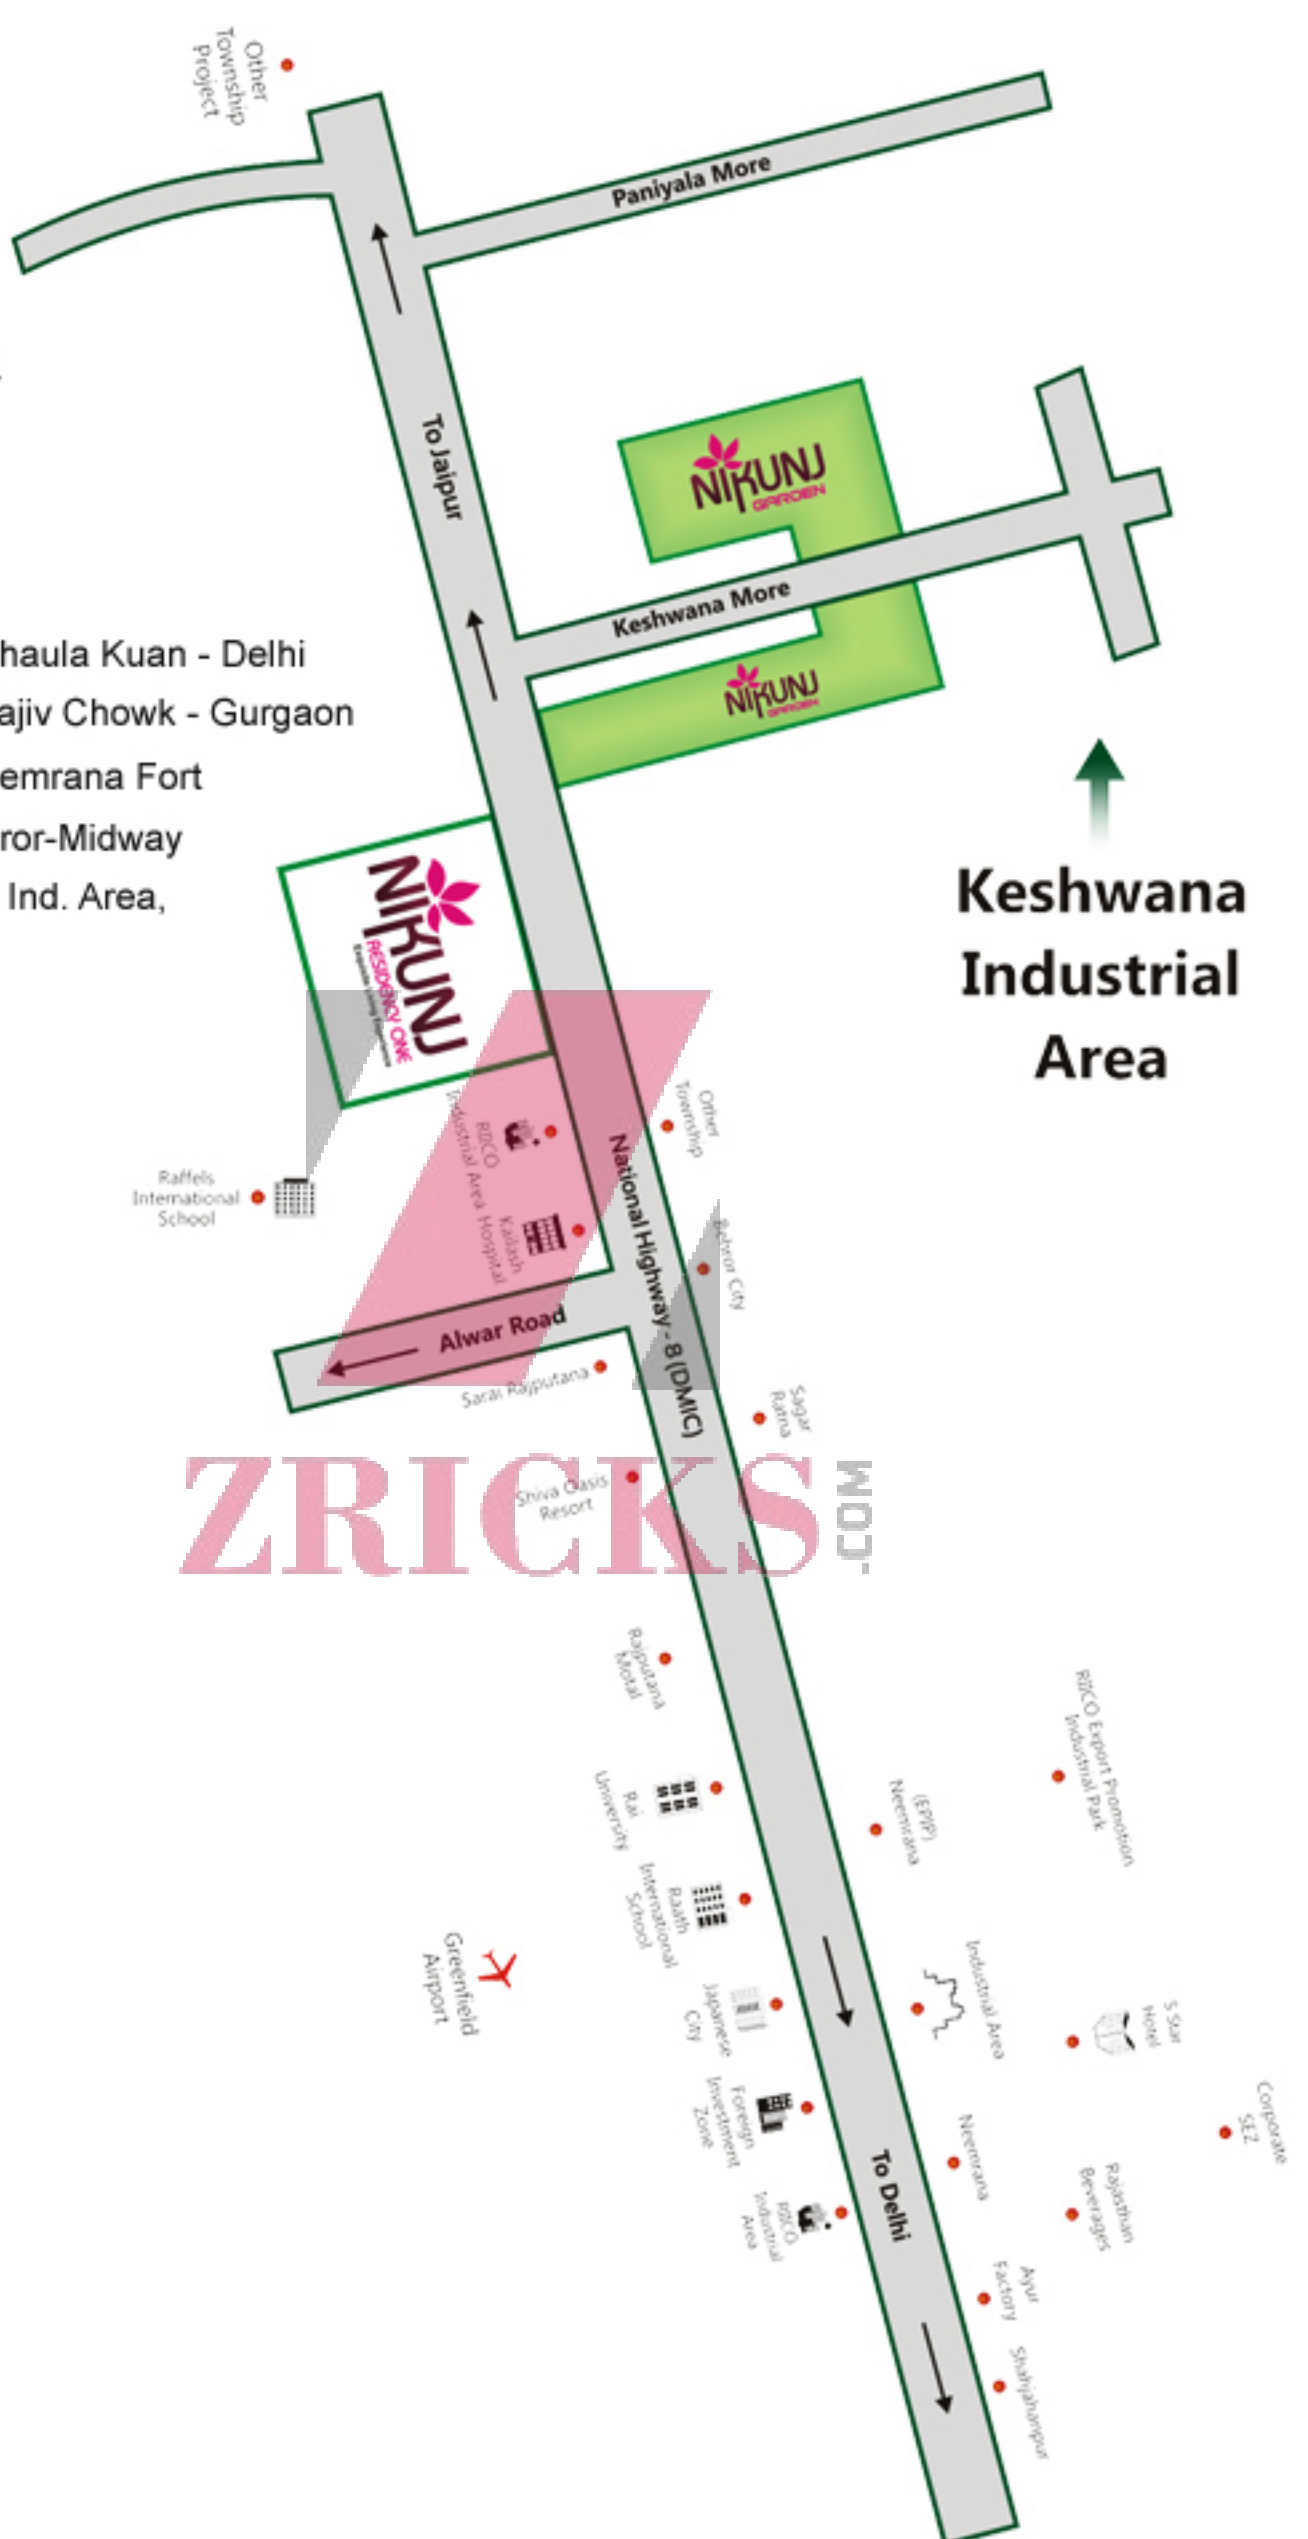 Other
Township
Project
Paniyala More
To Jaipur
NIKUNJ
GARDEN
Keshwana More
NIKUNJ
GARDEN
haula Kuan - Delhi
ajiv Chowk - Gurgaon
emrana Fort
ror-Midway
Ind. Area,
Keshwana
Industrial
Area
NIKUNJ
RESIDENCY ONE
Exquisite Living Experience
Other
Township
RIICO
Industrial Area
Raffels
International
School
Kailash
Hospital
National Highway - 8 (DMIC)
Behror City
Alwar Road
Sarai Rajputana
Sagar
Ratna
ZRICKS
.COM
Shiva Oasis
Resort
Rajputana
Motal
RIICO Export Promotion
Industrial Park
Rai
University
(EPIP)
Neemrana
Raath
International
School
Greenfield
Airport
Industrial Area
Japanese
City
5 Star
Hotel
Foreign
Investment
Zone
Corporate
SEZ
To Delhi
Neemrana
Rajasthan
Beverages
RIICO
Industrial
Area
Ayur
Factory
Shahjahanpur